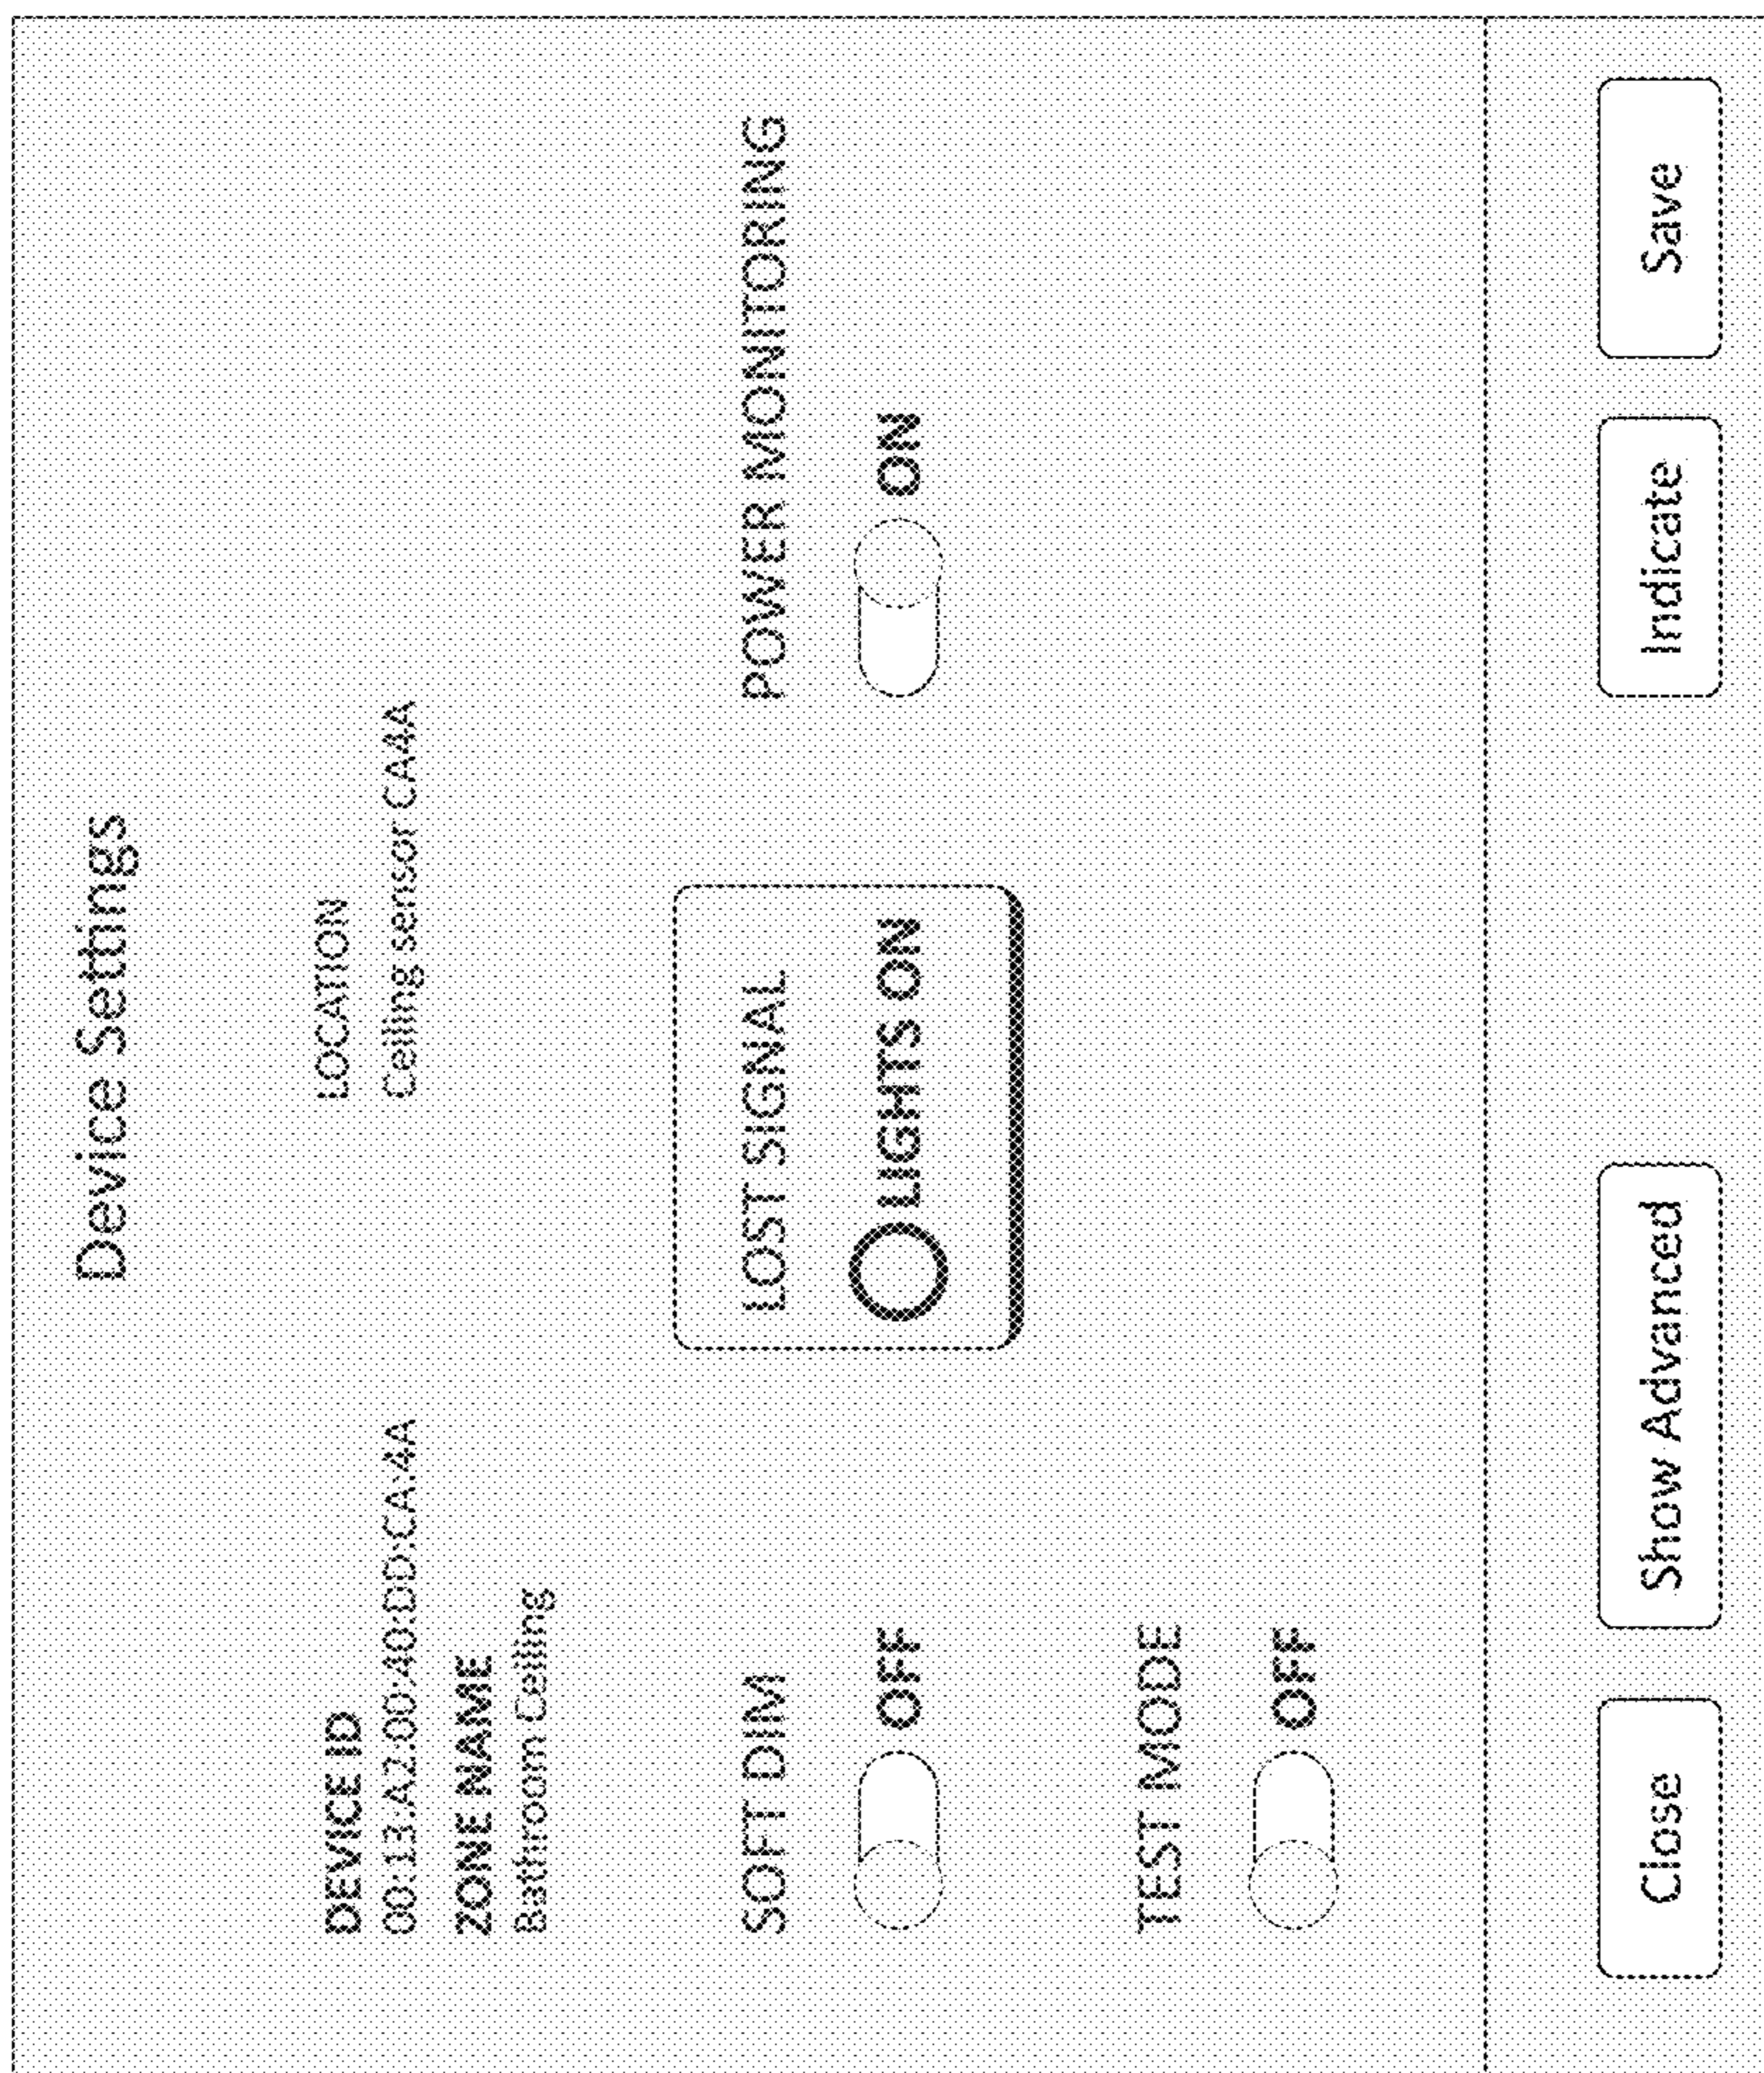 Device Settings
DEVICE ID
00:13:A2:00:40:DD:CA:4A
ZONE NAME
Bathroom Ceiling
LOCATION
Ceiling sensor CA4A
SOFT DIM
OFF
LOST SIGNAL
LIGHTS ON
POWER MONITORING
ON
TEST MODE
OFF
Close
Show Advanced
Indicate
Save